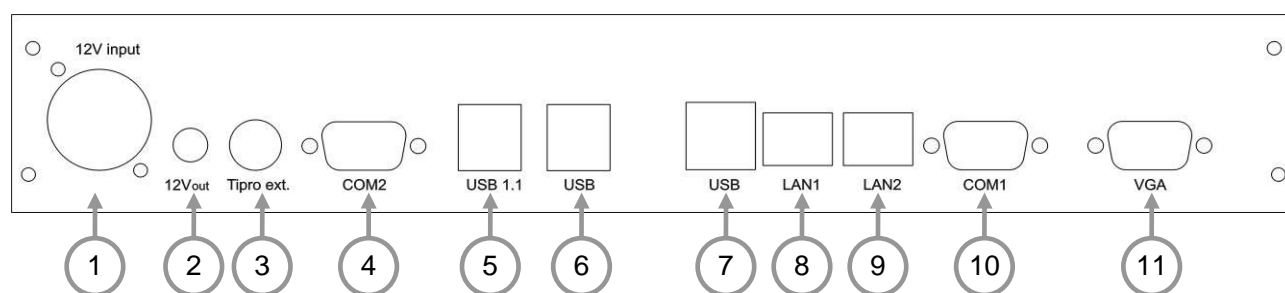 12V input
12Vout Tipro ext. COM2 USB 1.1 USB USB LAN1 LAN2 COM1 VGA
1 2 3 4 5 6 7 8 9 10 11